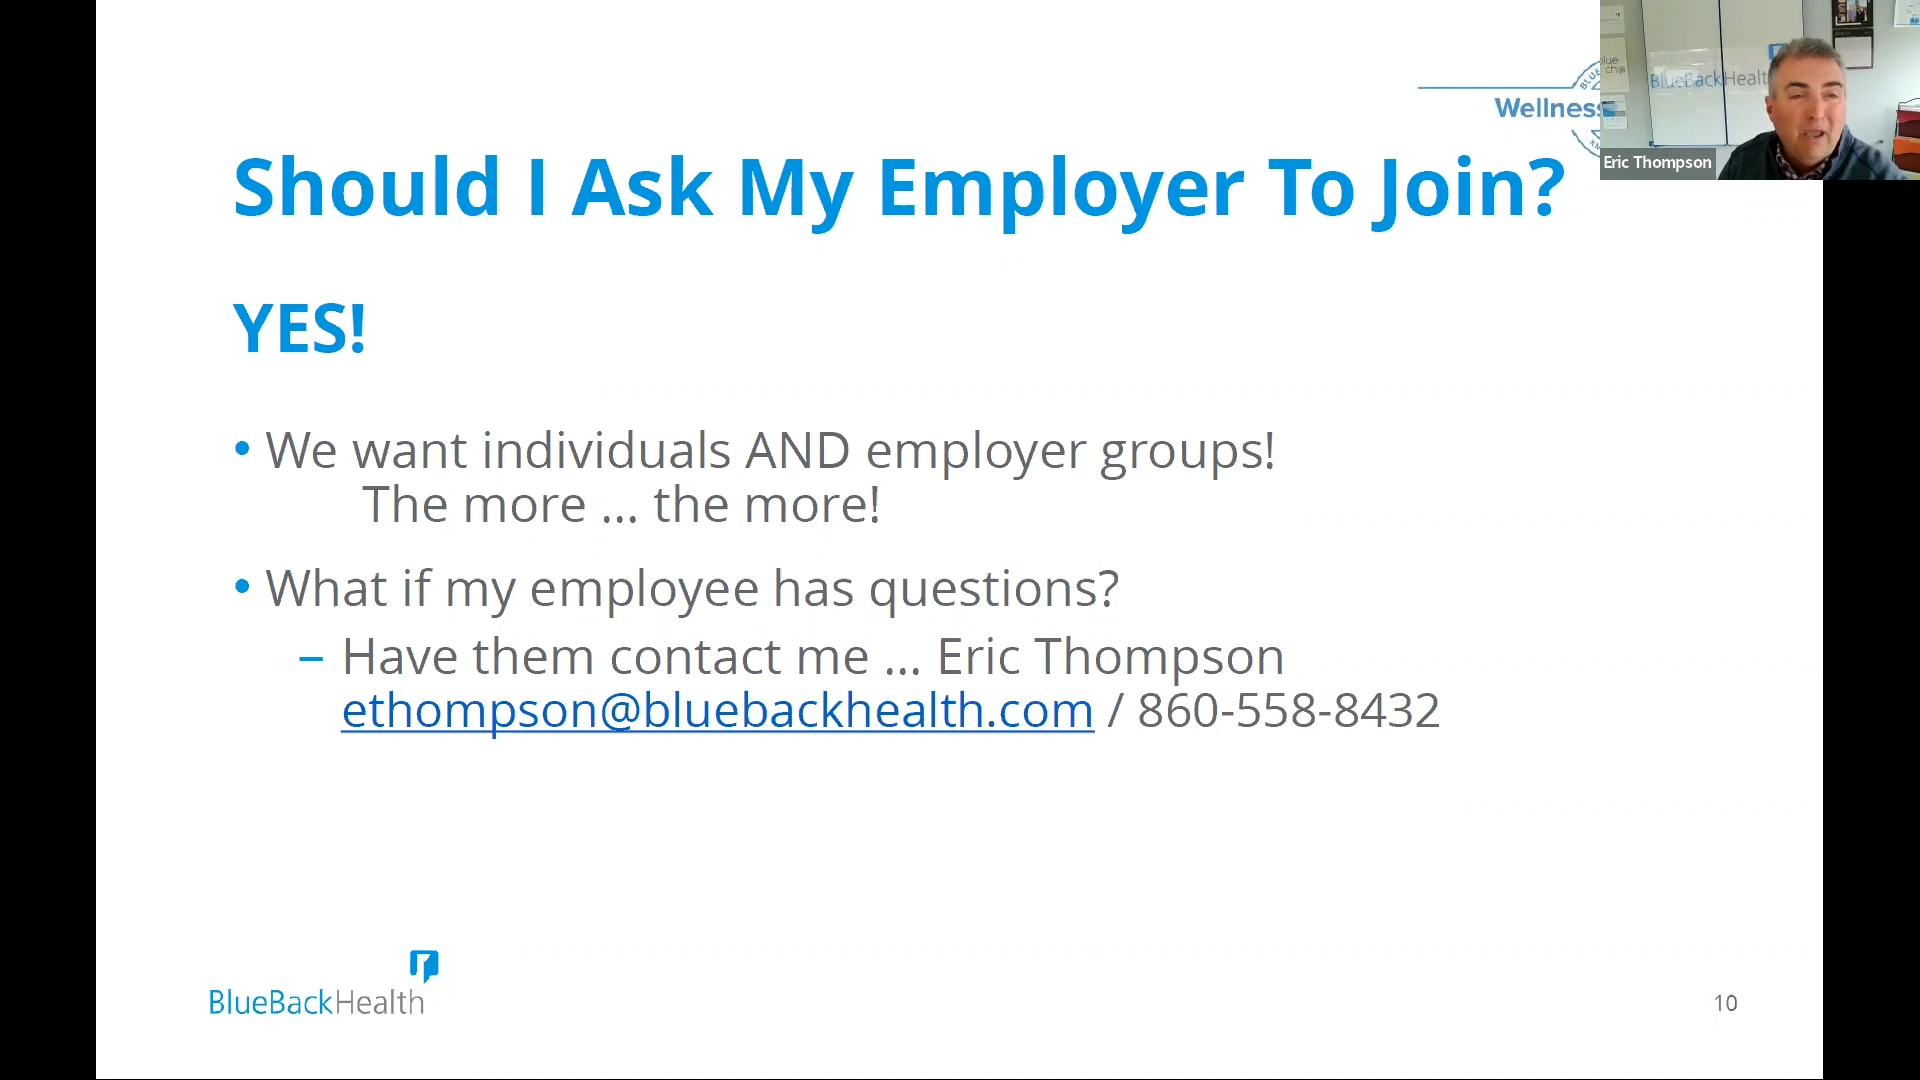 Wellness
Should I Ask My Employer To Join?
YES!
• We want individuals AND employer groups!
The more ... the more!
• What if my employee has questions?
– Have them contact me ... Eric Thompson
ethompson@bluebackhealth.com / 860-558-8432
BlueBackHealth
10
BlueBackHealth
Eric Thompson